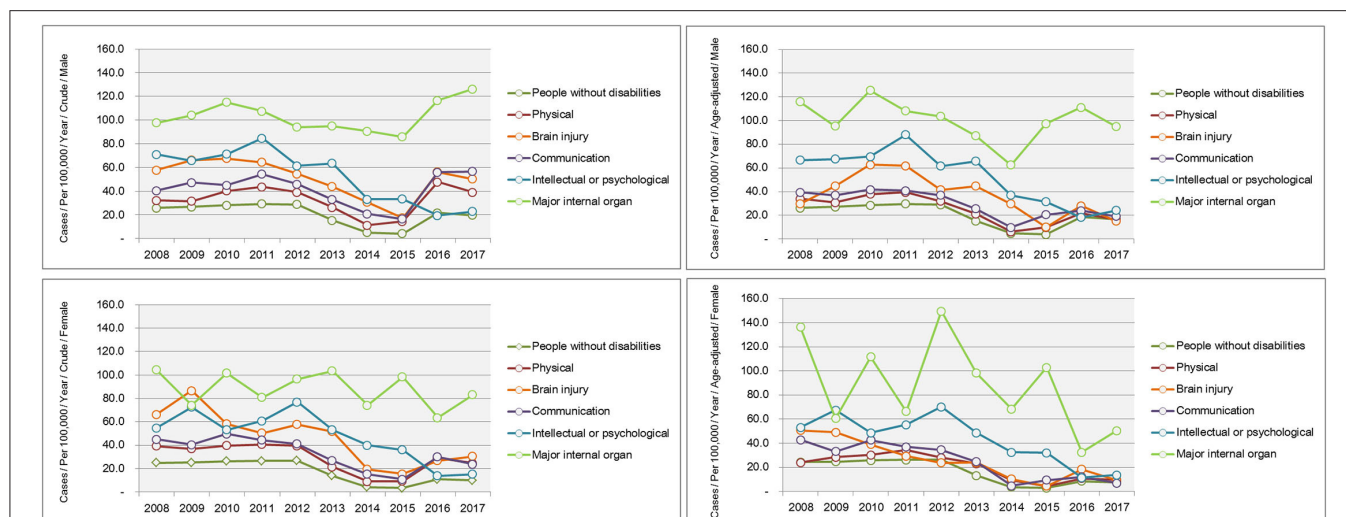 Cases / Per 100,000 / Year / Crude / Male
160.0
140.0
120.0
100.0
80.0
60.0
40.0
20.0
-
2008 2009 2010 2011 2012 2013 2014 2015 2016 2017
People without disabilities
Physical
Brain injury
Communication
Intellectual or psychological
Major internal organ
Cases / Per 100,000 / Year / Age-adjusted / Male
160.0
140.0
120.0
100.0
80.0
60.0
40.0
20.0
-
2008 2009 2010 2011 2012 2013 2014 2015 2016 2017
People without disabilities
Physical
Brain injury
Communication
Intellectual or psychological
Major internal organ
Cases / Per 100,000 / Year / Crude / Female
160.0
140.0
120.0
100.0
80.0
60.0
40.0
20.0
-
2008 2009 2010 2011 2012 2013 2014 2015 2016 2017
People without disabilities
Physical
Brain injury
Communication
Intellectual or psychological
Major internal organ
Cases / Per 100,000 / Year / Age-adjusted / Female
160.0
140.0
120.0
100.0
80.0
60.0
40.0
20.0
-
2008 2009 2010 2011 2012 2013 2014 2015 2016 2017
People without disabilities
Physical
Brain injury
Communication
Intellectual or psychological
Major internal organ